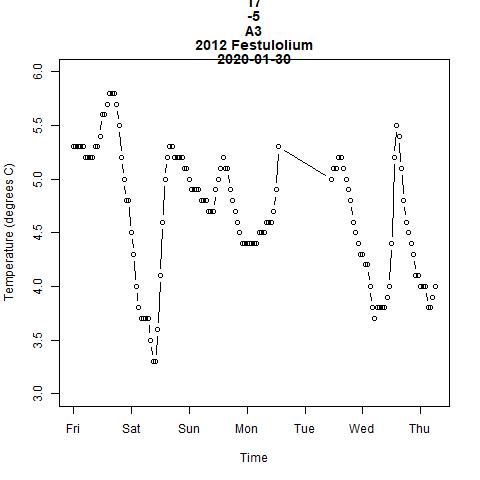 17
-5
A3
2012 Festulolium
2020-01-30
6.0
5.5
5.0
4.5
4.0
3.5
3.0
Temperature (degrees C)
Fri Sat Sun Mon Tue Wed Thu
Time